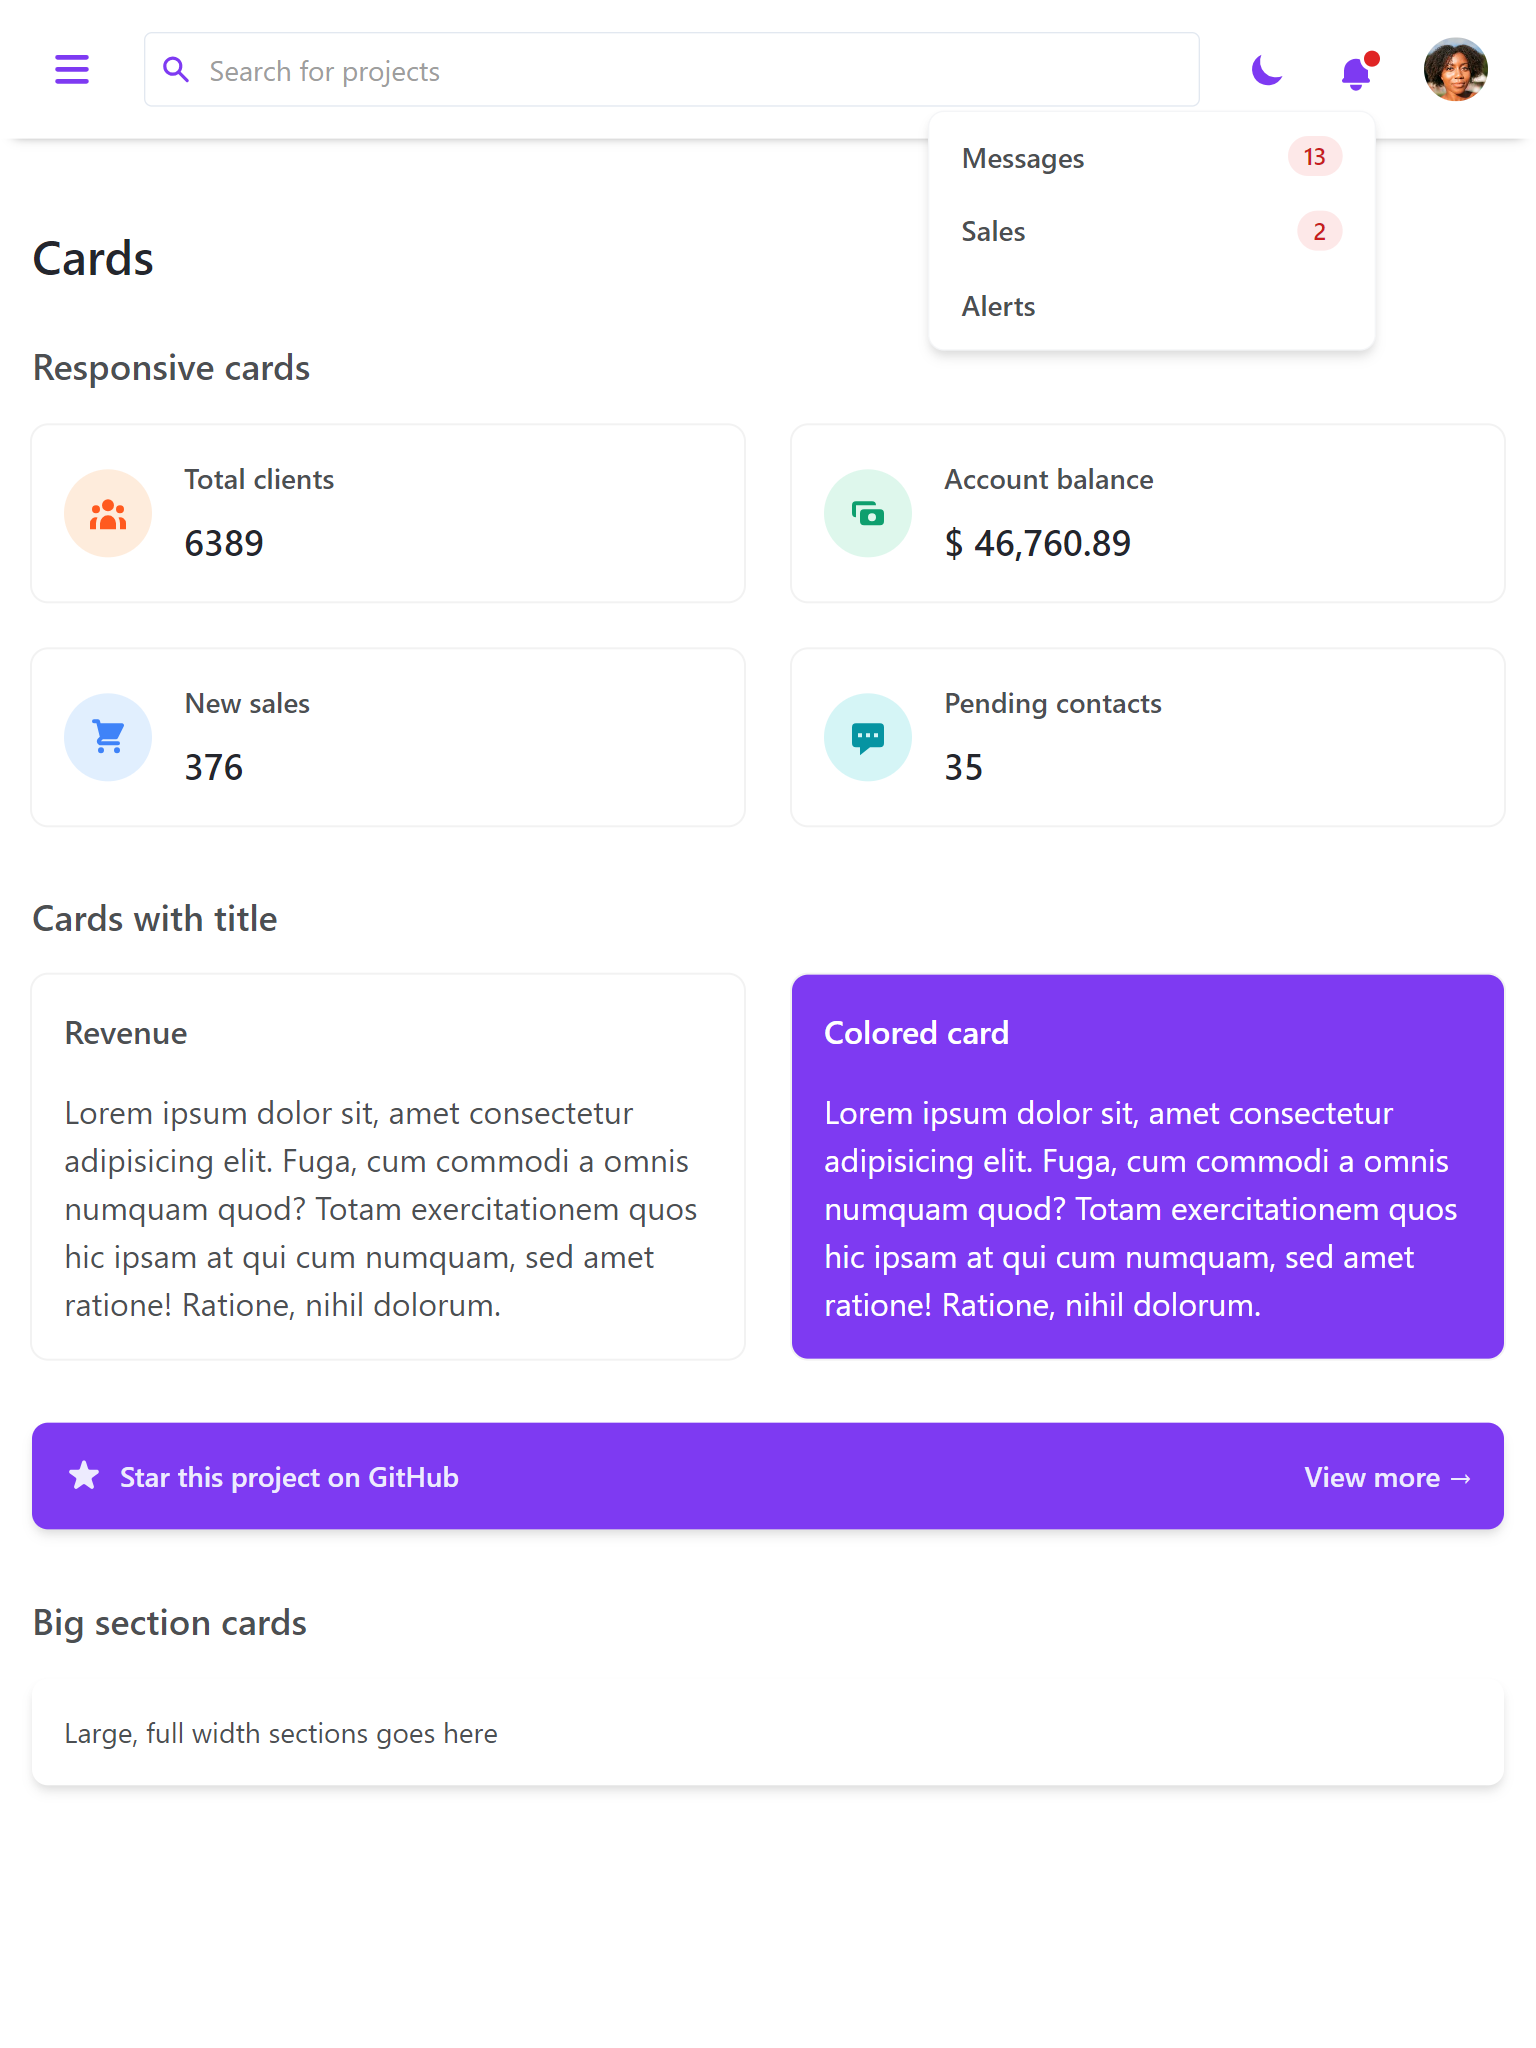 Search for projects
Messages 13
Sales 2
Alerts
Cards
Responsive cards
Total clients
6389
Account balance
$ 46,760.89
New sales
376
Pending contacts
35
Cards with title
Revenue
Lorem ipsum dolor sit, amet consectetur
adipisicing elit. Fuga, cum commodi a omnis
numquam quod? Totam exercitationem quos
hic ipsam at qui cum numquam, sed amet
ratione! Ratione, nihil dolorum.
Colored card
Lorem ipsum dolor sit, amet consectetur
adipisicing elit. Fuga, cum commodi a omnis
numquam quod? Totam exercitationem quos
hic ipsam at qui cum numquam, sed amet
ratione! Ratione, nihil dolorum.
Star this project on GitHub
View more →
Big section cards
Large, full width sections goes here